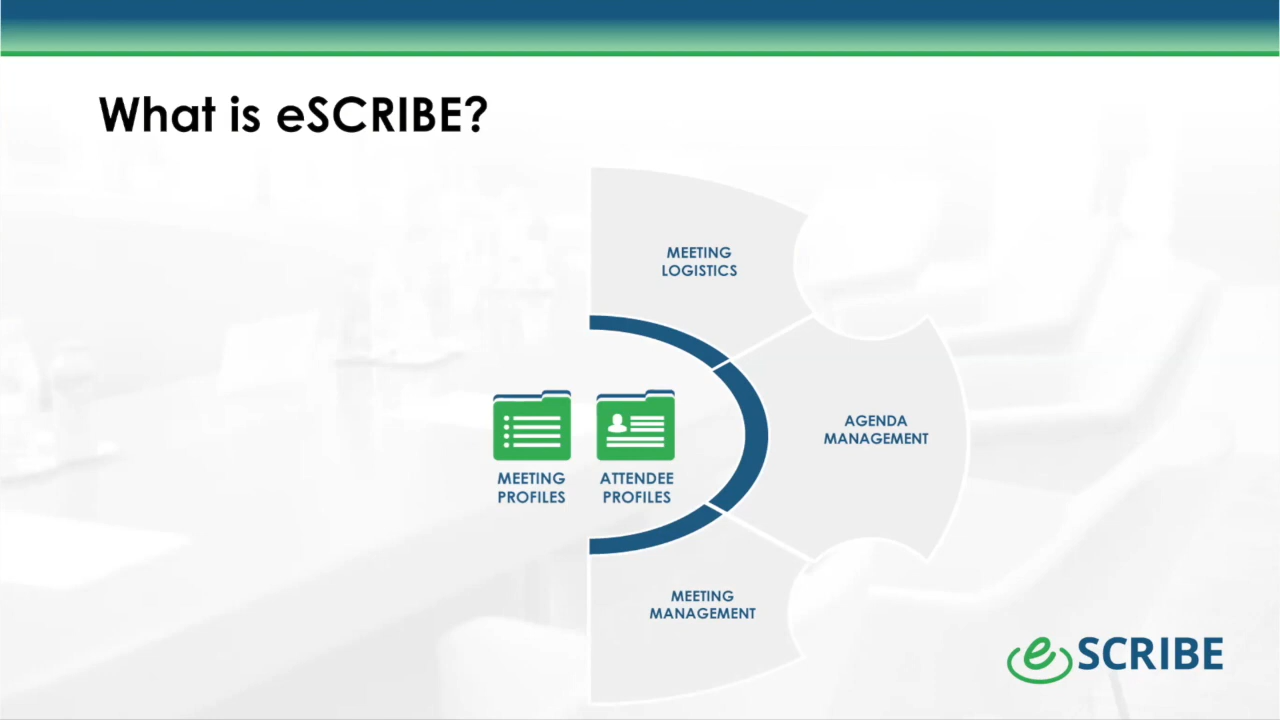 What is eSCRIBE?
MEETING
LOGISTICS
AGENDA
MANAGEMENT
MEETING
PROFILES
ATTENDEE
PROFILES
MEETING
MANAGEMENT
eSCRIBE